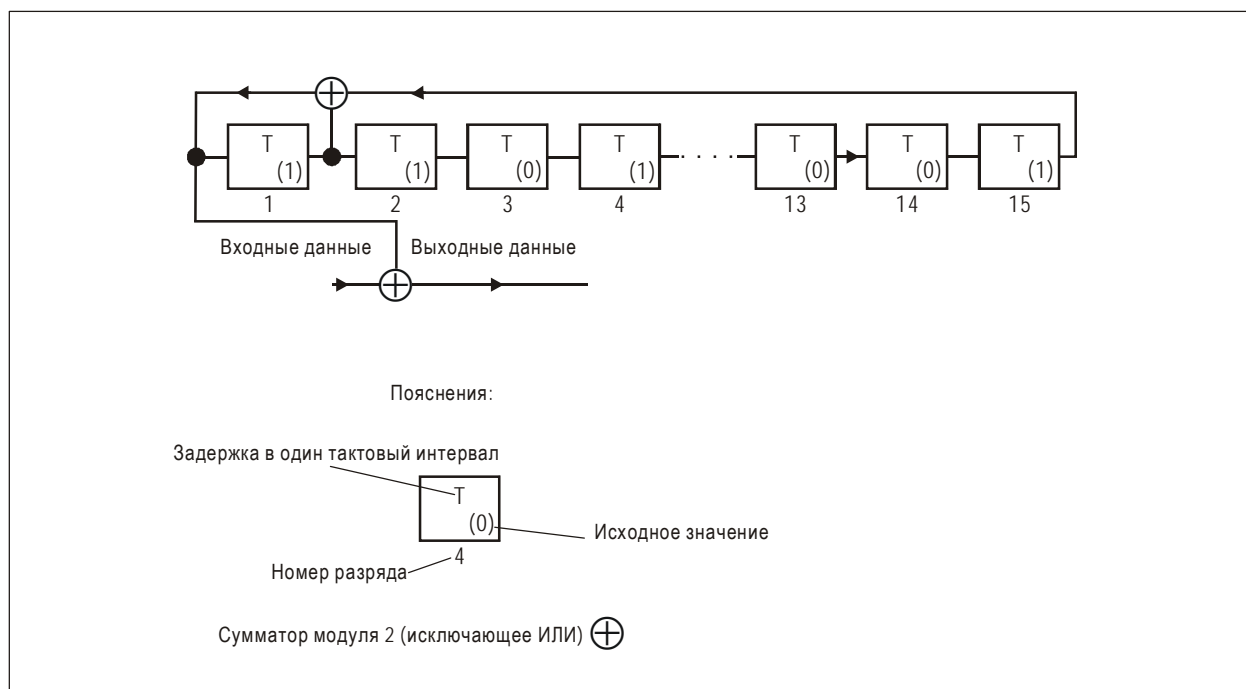 T T T T T T T
(1) (1) (0) (1) . . . . (0) (0) (1)
1 2 3 4 13 14 15
Входные данные Выходные данные
Пояснения:
Задержка в один тактовый интервал
T
(0)
Исходное значение
4
Номер разряда
Сумматор модуля 2 (исключающее ИЛИ)